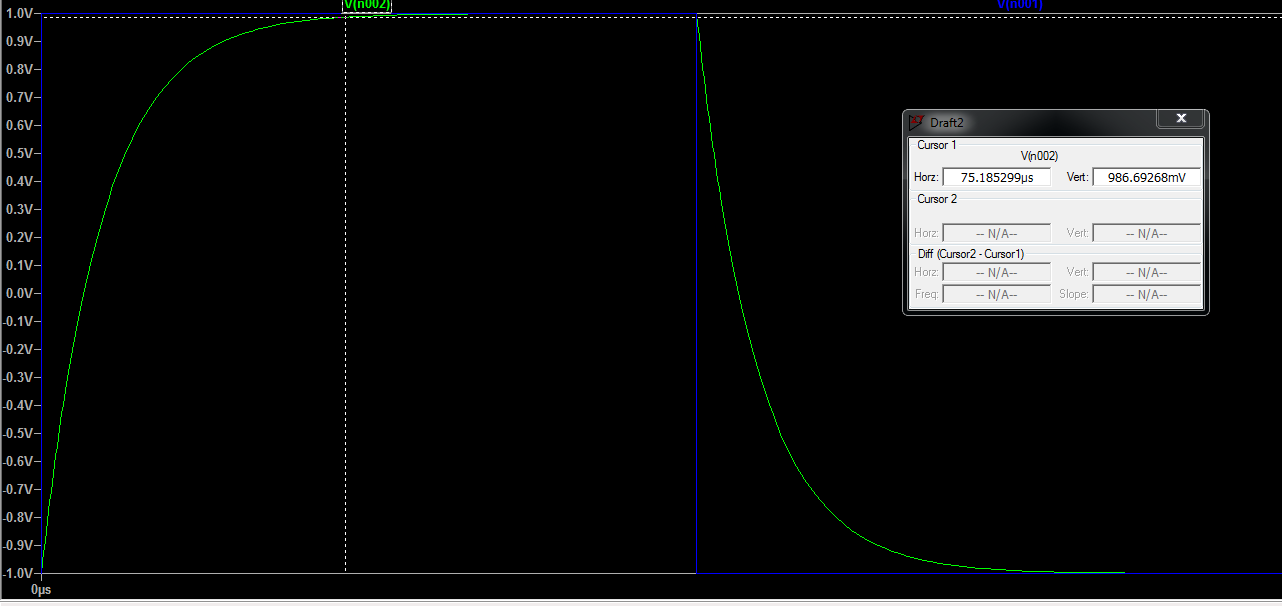 V(n002)
V(n001)
1.0V
0.9V
0.8V
0.7V
0.6V
0.5V
0.4V
0.3V
0.2V
0.1V
0.0V
-0.1V
-0.2V
-0.3V
-0.4V
-0.5V
-0.6V
-0.7V
-0.8V
-0.9V
-1.0V
0µs
Draft2
Cursor 1
V(n002)
Horz: 75.185299µs Vert: 986.69268mV
Cursor 2
Horz: -- N/A-- Vert: -- N/A--
Diff (Cursor2 - Cursor1)
Horz: -- N/A-- Vert: -- N/A--
Freq: -- N/A-- Slope: -- N/A--